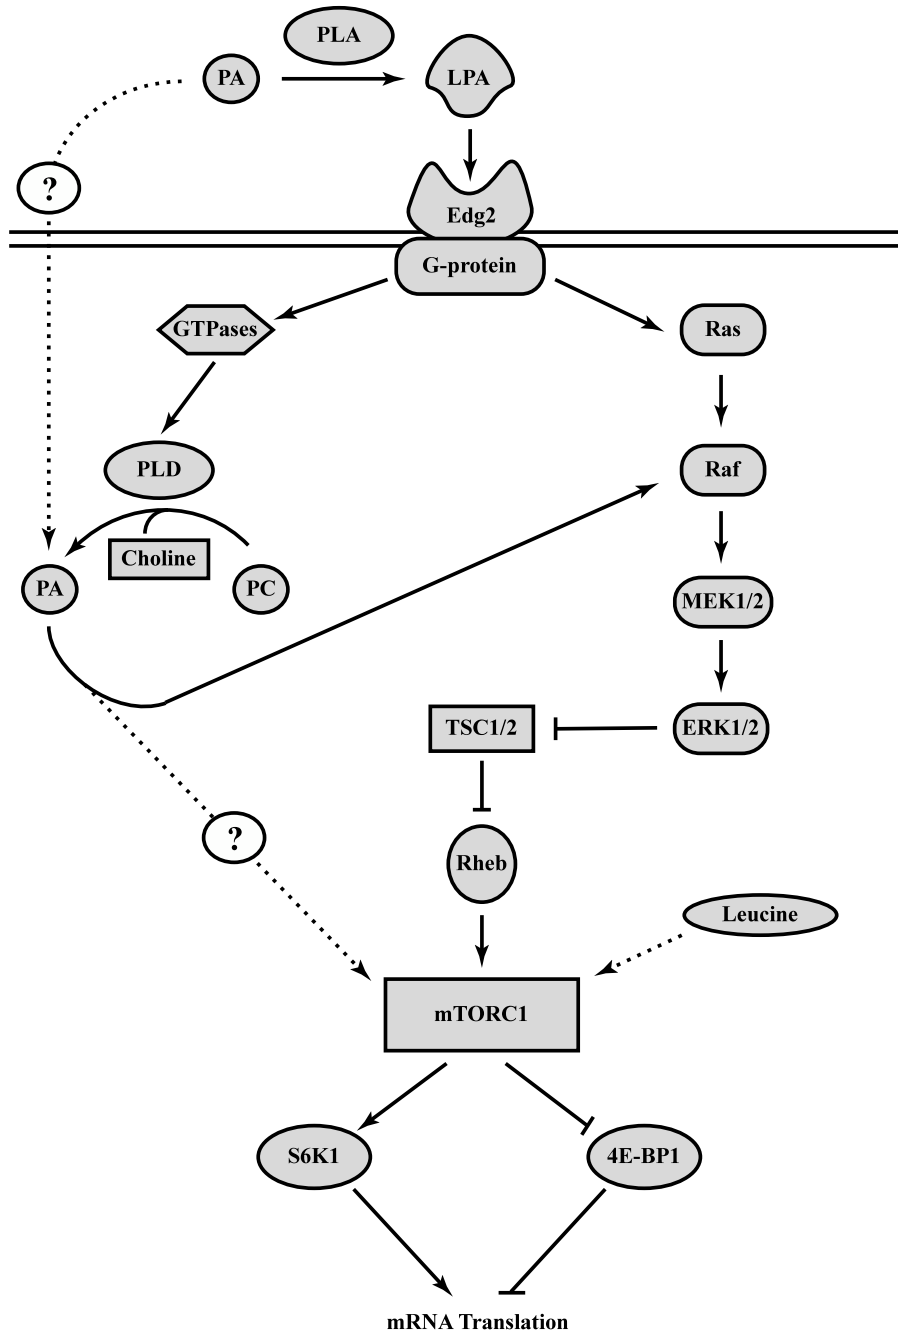 PLA
PA
LPA
?
Edg2
G-protein
GTPases
Ras
PLD
Raf
Choline
PA
PC
MEK1/2
TSC1/2
ERK1/2
?
Rheb
Leucine
mTORC1
S6K1
4E-BP1
mRNA Translation